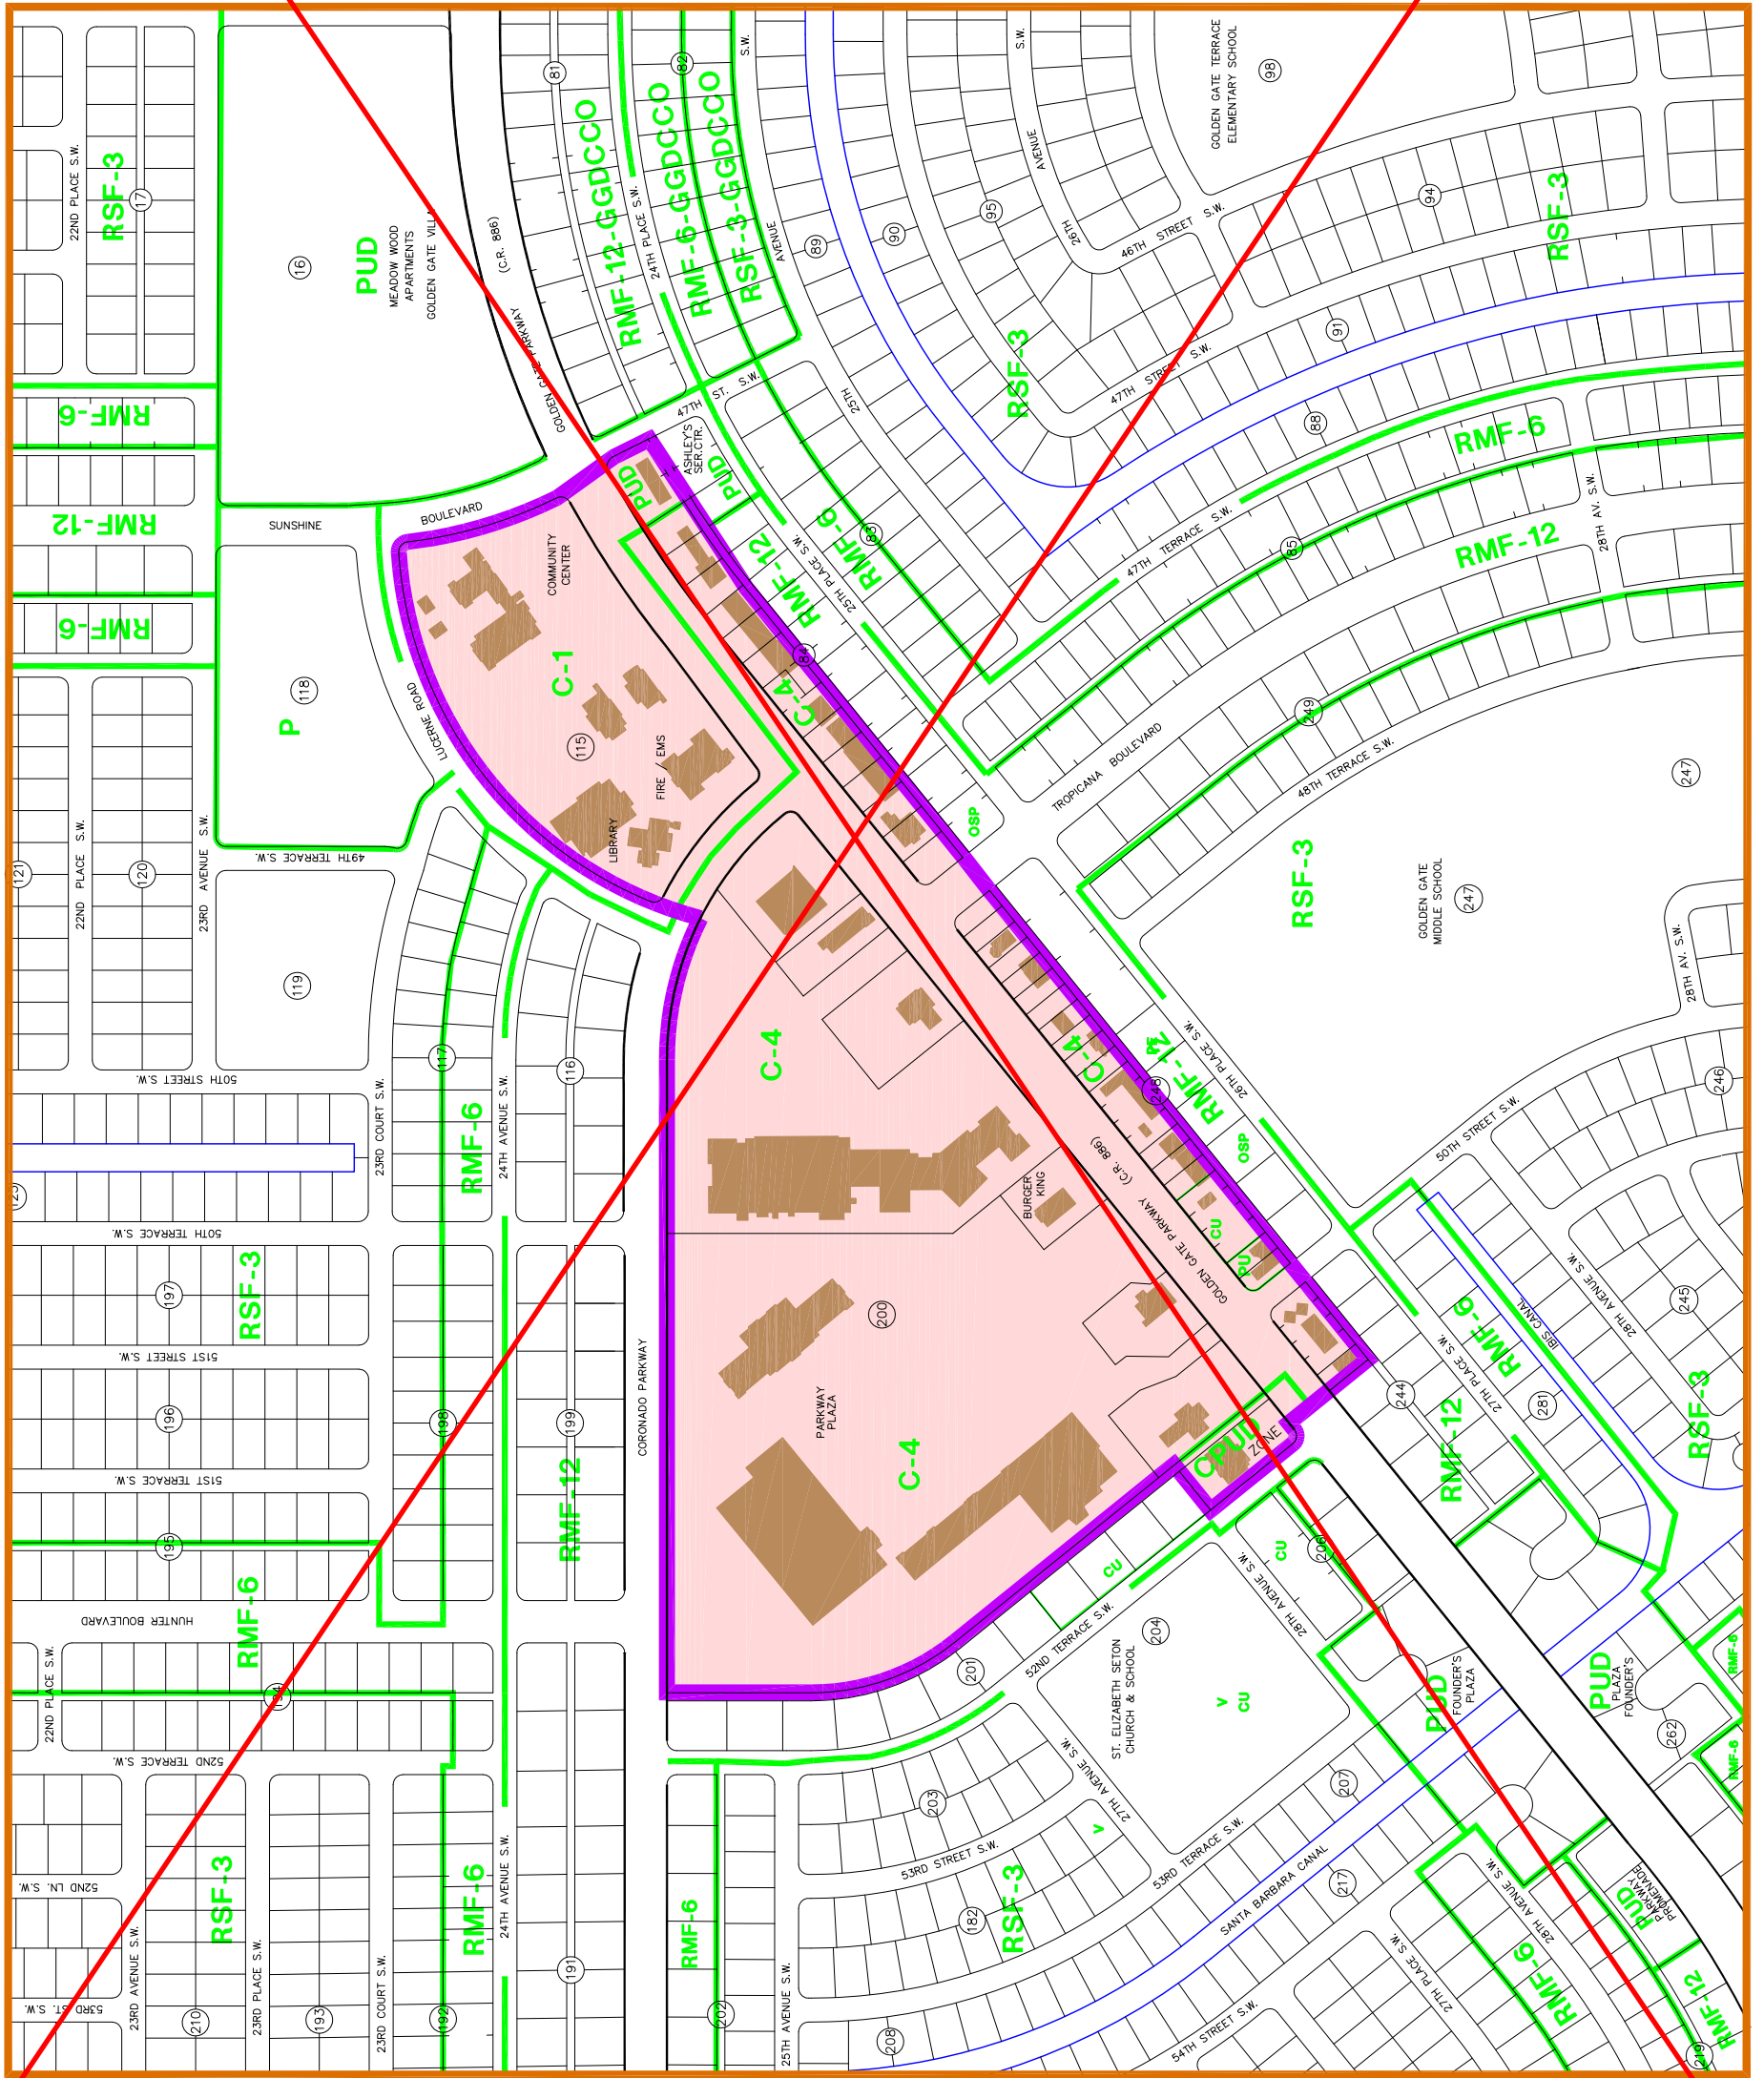 22ND PLACE S.W.
RSF-3
17
16
PUD
MEADOW WOOD
APARTMENTS
GOLDEN GATE VILLA
(C.R. 886)
GOLDEN GATE PARKWAY
81
RMF-12-GGDCCO
24TH PLACE S.W.
82
RMF-6-GGDCCO
RSF-3-GGDCCO
S.W.
AVENUE
25TH
89
90
95
S.W.
AVENUE
26TH
GOLDEN GATE TERRACE
ELEMENTARY SCHOOL
98
46TH STREET S.W.
94
RSF-3
91
RSF-3
47TH STREET S.W.
88
RMF-6
RMF-6
RMF-12
RMF-6
SUNSHINE
BOULEVARD
GOLDEN
47TH ST. S.W.
ASHLEY'S
SER.CTR.
PUD
PUD
RMF-12
25TH PLACE S.W.
RMF-6
83
47TH TERRACE S.W.
85
RMF-12
28TH AV. S.W.
COMMUNITY
CENTER
C-1
115
FIRE / EMS
LIBRARY
LUCERNE ROAD
118
P
84
C-4
OSP
TROPICANA BOULEVARD
249
48TH TERRACE S.W.
247
49TH TERRACE S.W.
121
22ND PLACE S.W.
120
23RD AVENUE S.W.
119
RSF-3
GOLDEN GATE
MIDDLE SCHOOL
247
28TH AV. S.W.
28TH AV. S.W.
50TH STREET S.W.
23RD COURT S.W.
117
RMF-6
24TH AVENUE S.W.
116
C-4
C-4
RMF-12
26TH PLACE S.W.
248
OSP
246
50TH STREET S.W.
50TH TERRACE S.W.
BURGER
KING
(C.R. 886)
GOLDEN GATE PARKWAY
CU
PU
197
RSF-3
51ST STREET S.W.
200
RMF-6
IBIS CANAL
28TH AVENUE S.W.
245
196
198
199
CORONADO PARKWAY
PARKWAY
PLAZA
244
27TH PLACE S.W.
281
RSF-3
RMF-12
51ST TERRACE S.W.
C-4
CPUD
ZONE
195
RMF-12
CU
CU
206
HUNTER BOULEVARD
RMF-6
28TH AVENUE S.W.
52ND TERRACE S.W.
204
201
22ND PLACE S.W.
194
ST. ELIZABETH SETON
CHURCH & SCHOOL
V
CU
PUD
FOUNDER'S
PLAZA
PUD
PLAZA
FOUNDER'S
RMF-6
262
RMF-6
52ND TERRACE S.W.
27TH AVENUE S.W.
203
V
207
53RD STREET S.W.
53RD TERRACE S.W.
52ND LN. S.W.
RSF-3
RMF-6
24TH AVENUE S.W.
RMF-6
182
RSF-3
SANTA BARBARA CANAL
217
28TH AVENUE S.W.
PUD
PARKWAY
PROMENADE
53RD ST. S.W.
23RD AVENUE S.W.
210
23RD PLACE S.W.
193
23RD COURT S.W.
192
191
202
25TH AVENUE S.W.
208
54TH STREET S.W.
27TH PLACE S.W.
RMF-6
RMF-12
219